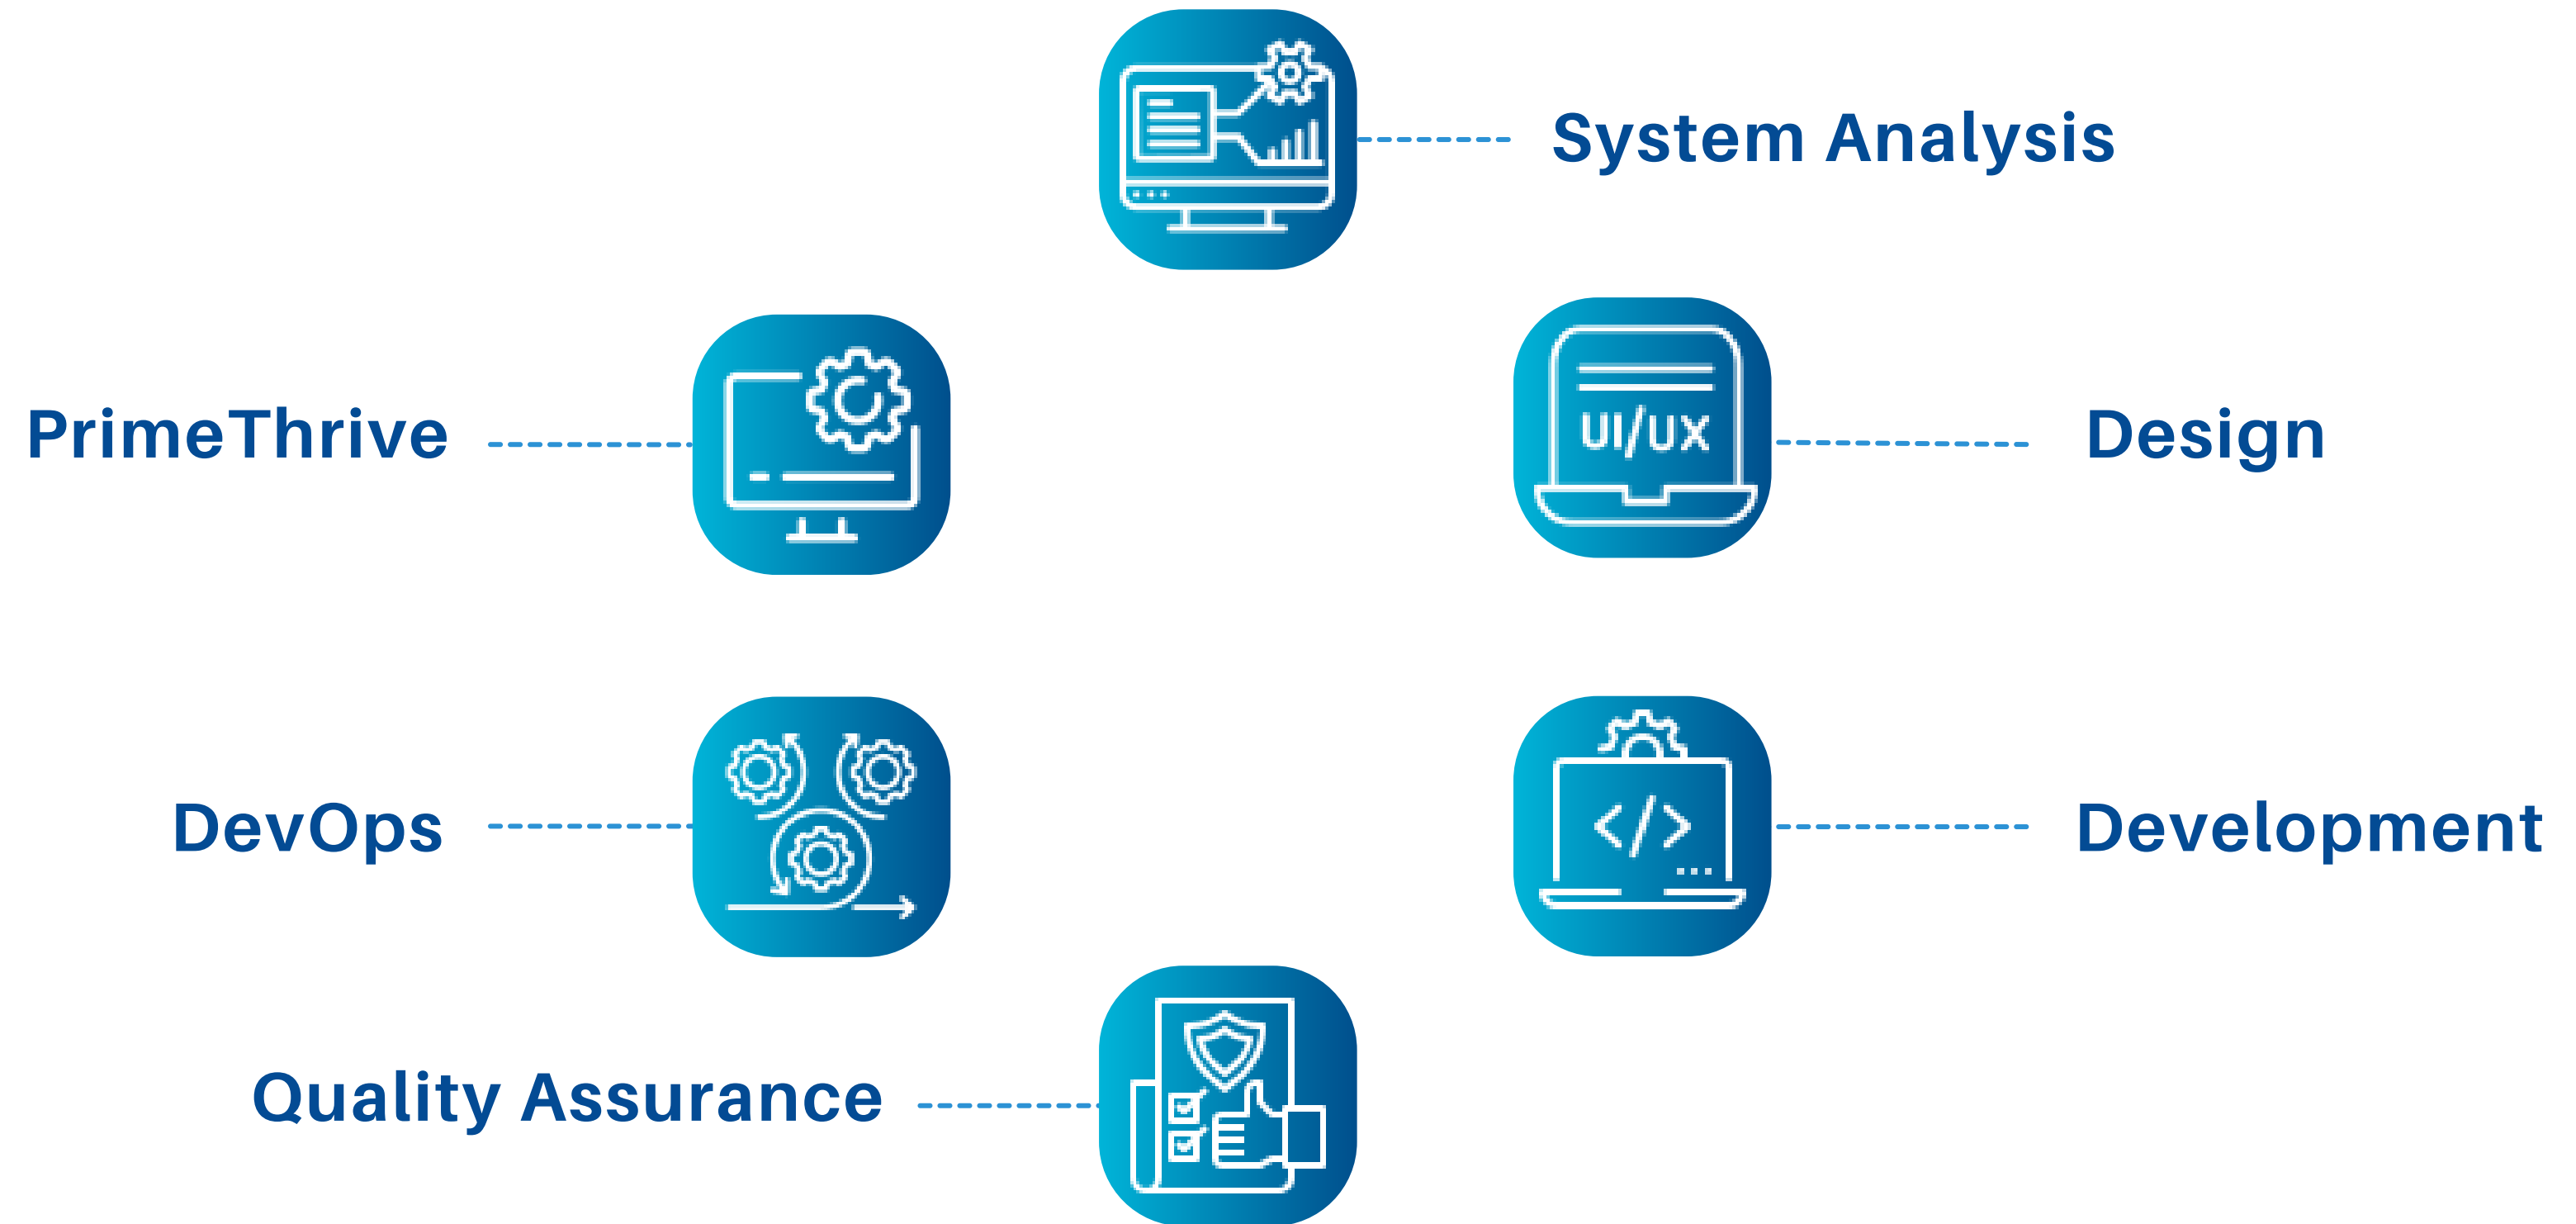 System Analysis
PrimeThrive
UI/UX
Design
DevOps
</>
Development
Quality Assurance